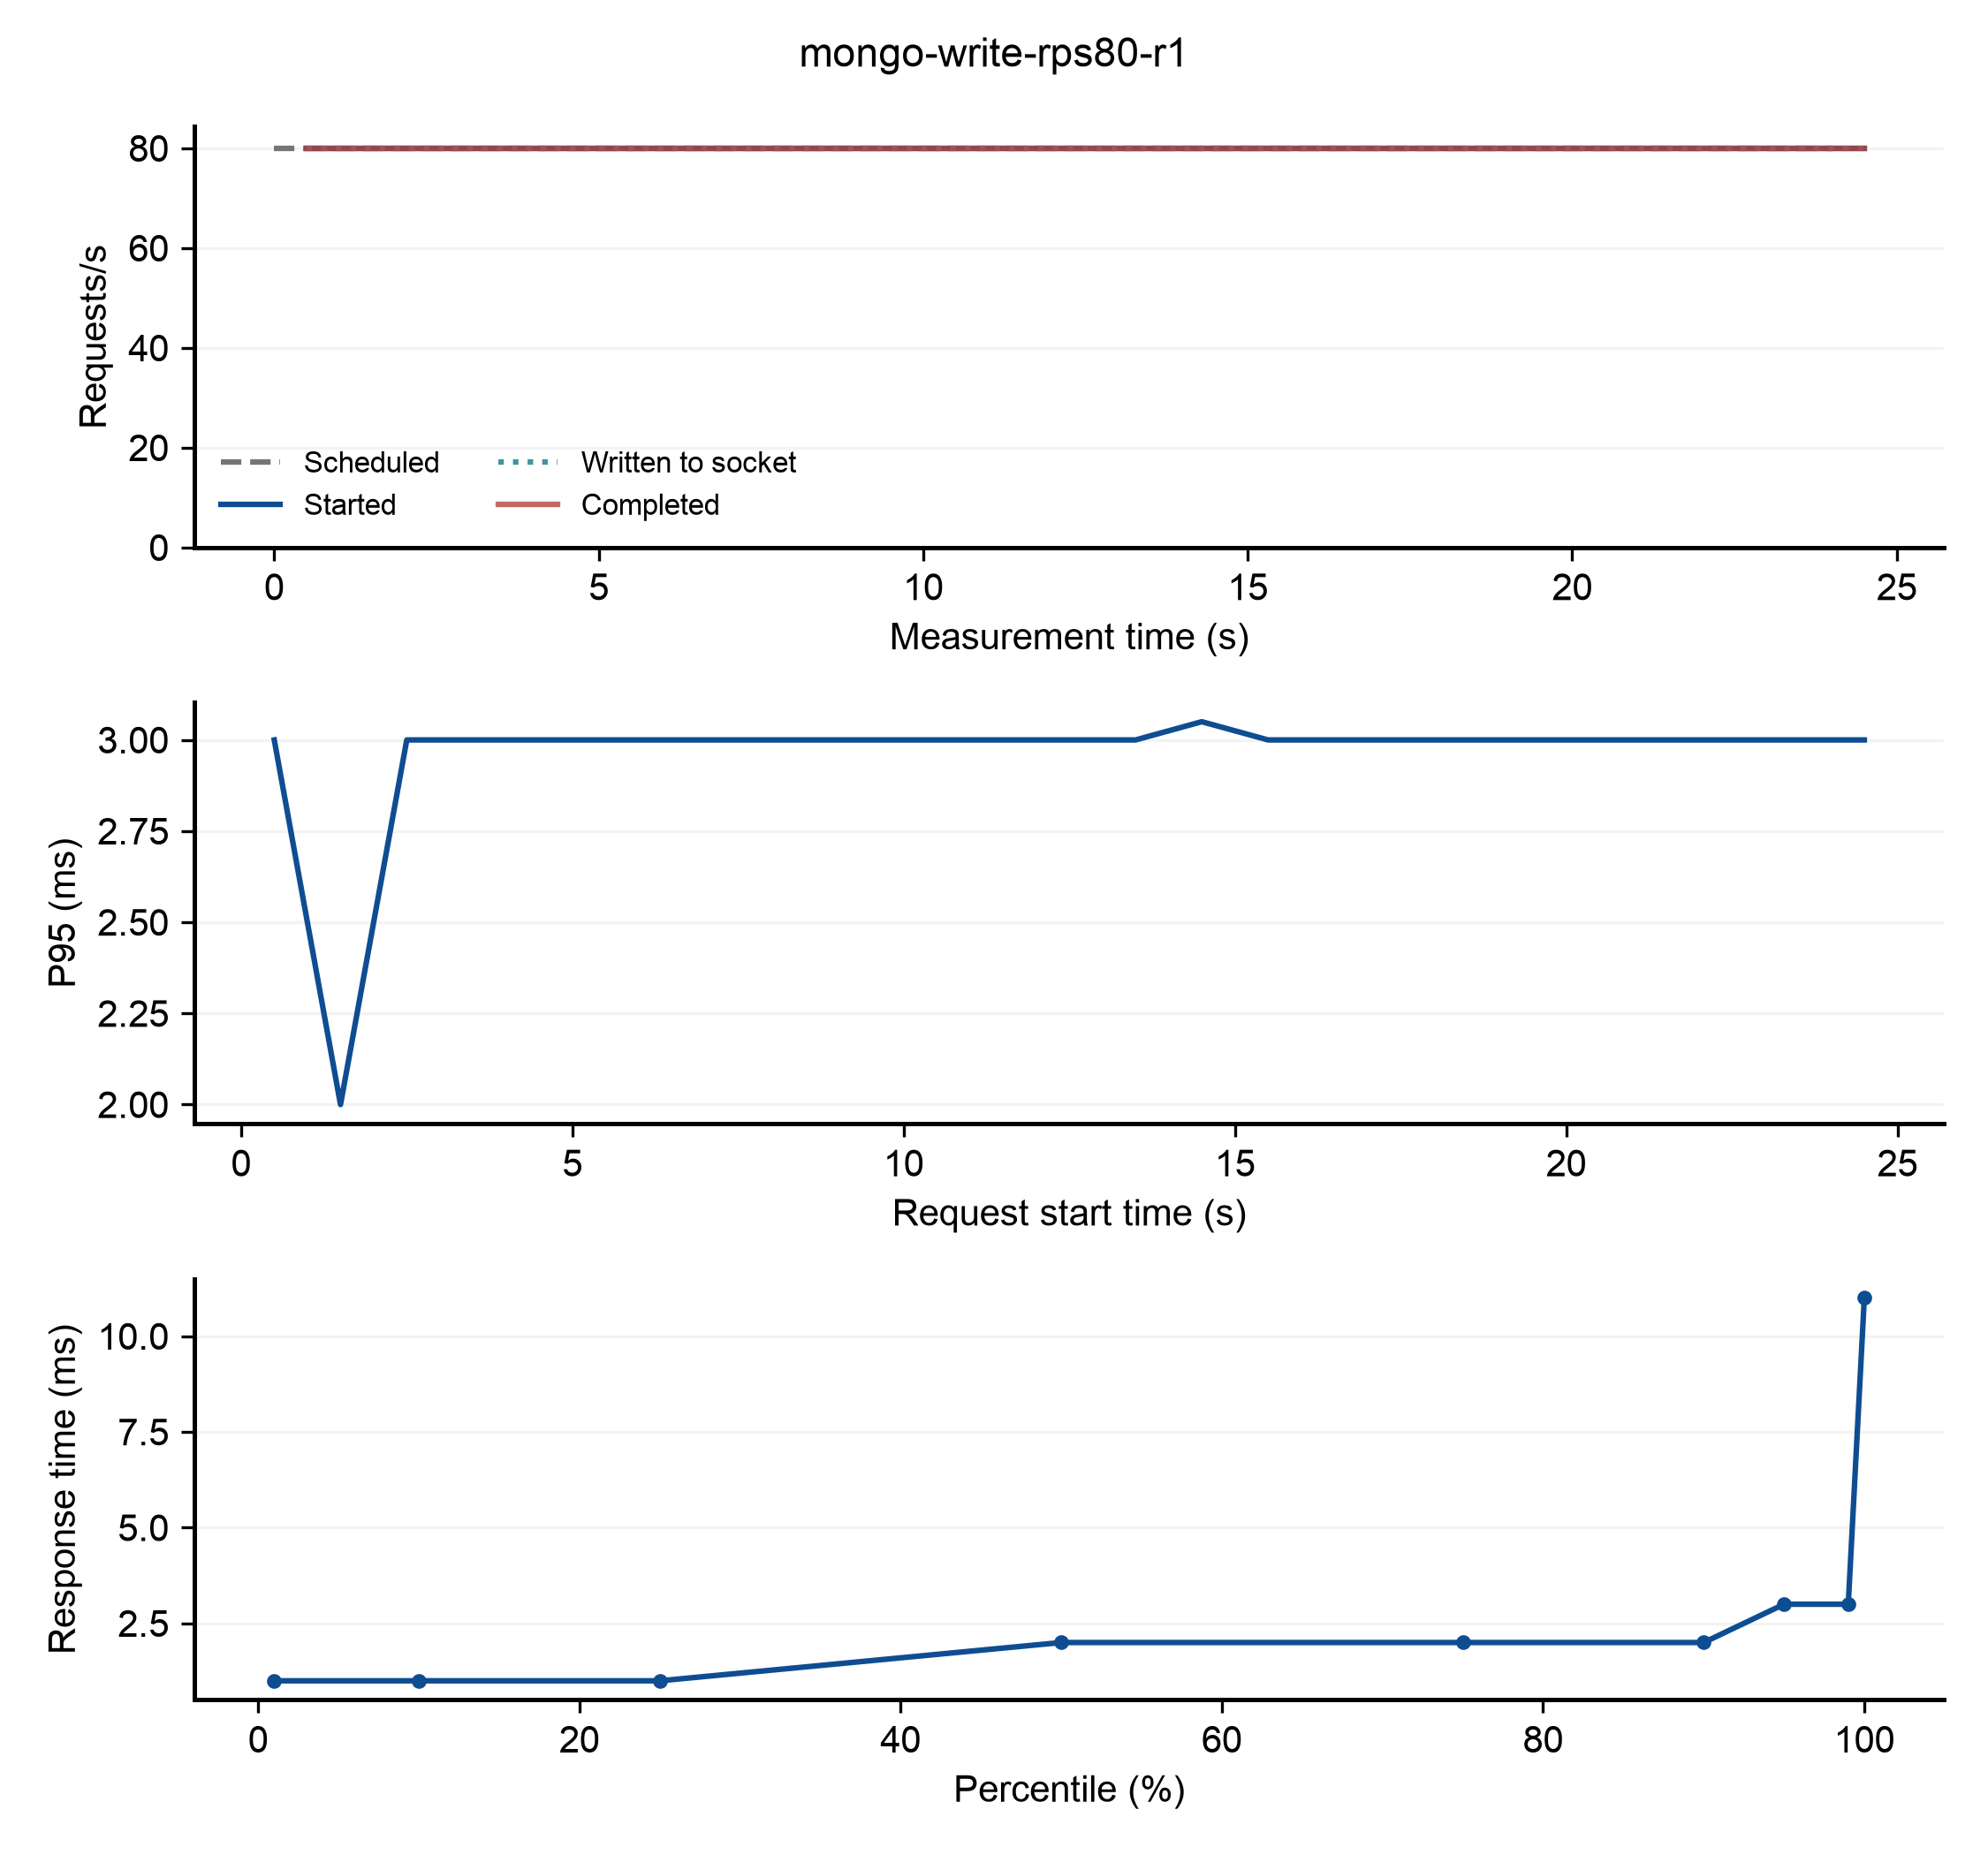 mongo-write-rps80-r1
80
60
40
20
0
Requests/s
Scheduled
Started
Written to socket
Completed
0 5 10 15 20 25
Measurement time (s)
3.00
2.75
2.50
2.25
2.00
P95 (ms)
0 5 10 15 20 25
Request start time (s)
10.0
7.5
5.0
2.5
Response time (ms)
0 20 40 60 80 100
Percentile (%)